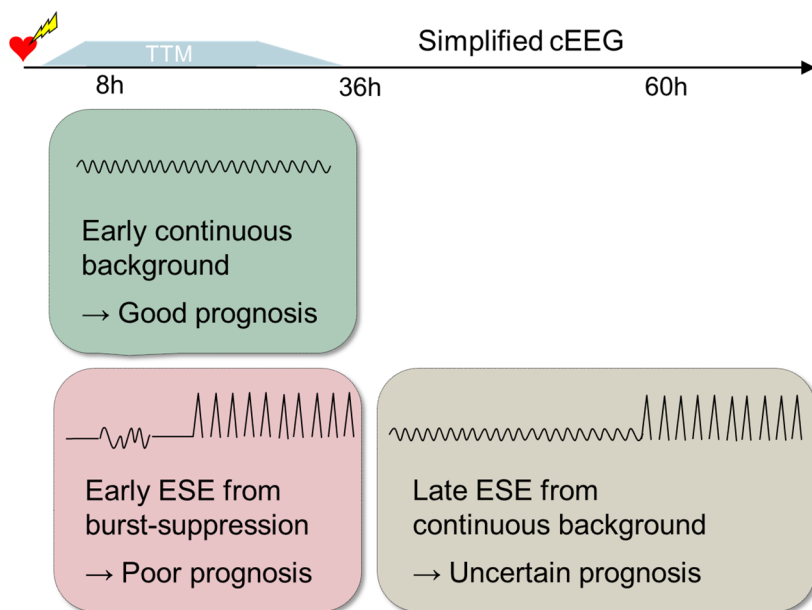 TTM
Simplified cEEG
8h
36h
60h
Early continuous
background
→ Good prognosis
Early ESE from
burst-suppression
→ Poor prognosis
Late ESE from
continuous background
→ Uncertain prognosis